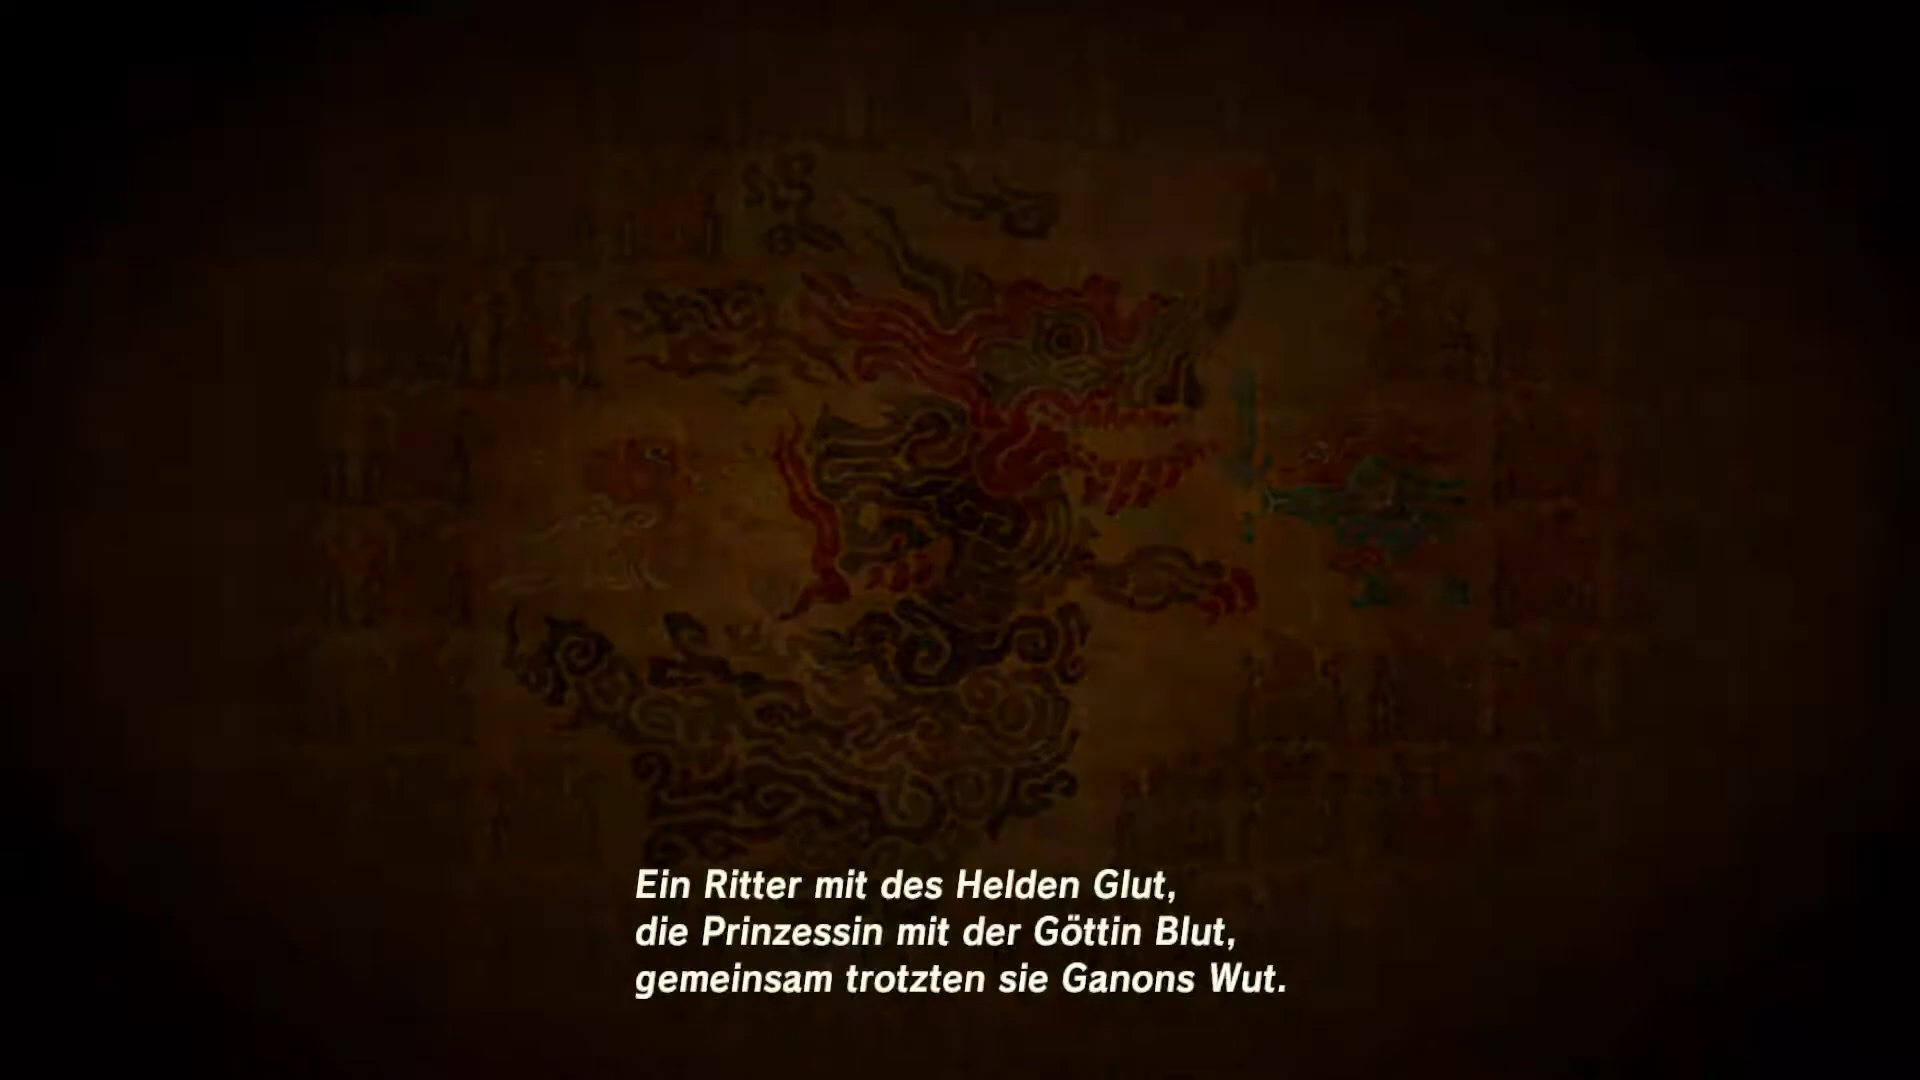 Ein Ritter mit des Helden Glut,
die Prinzessin mit der Göttin Blut,
gemeinsam trotzten sie Ganons Wut.